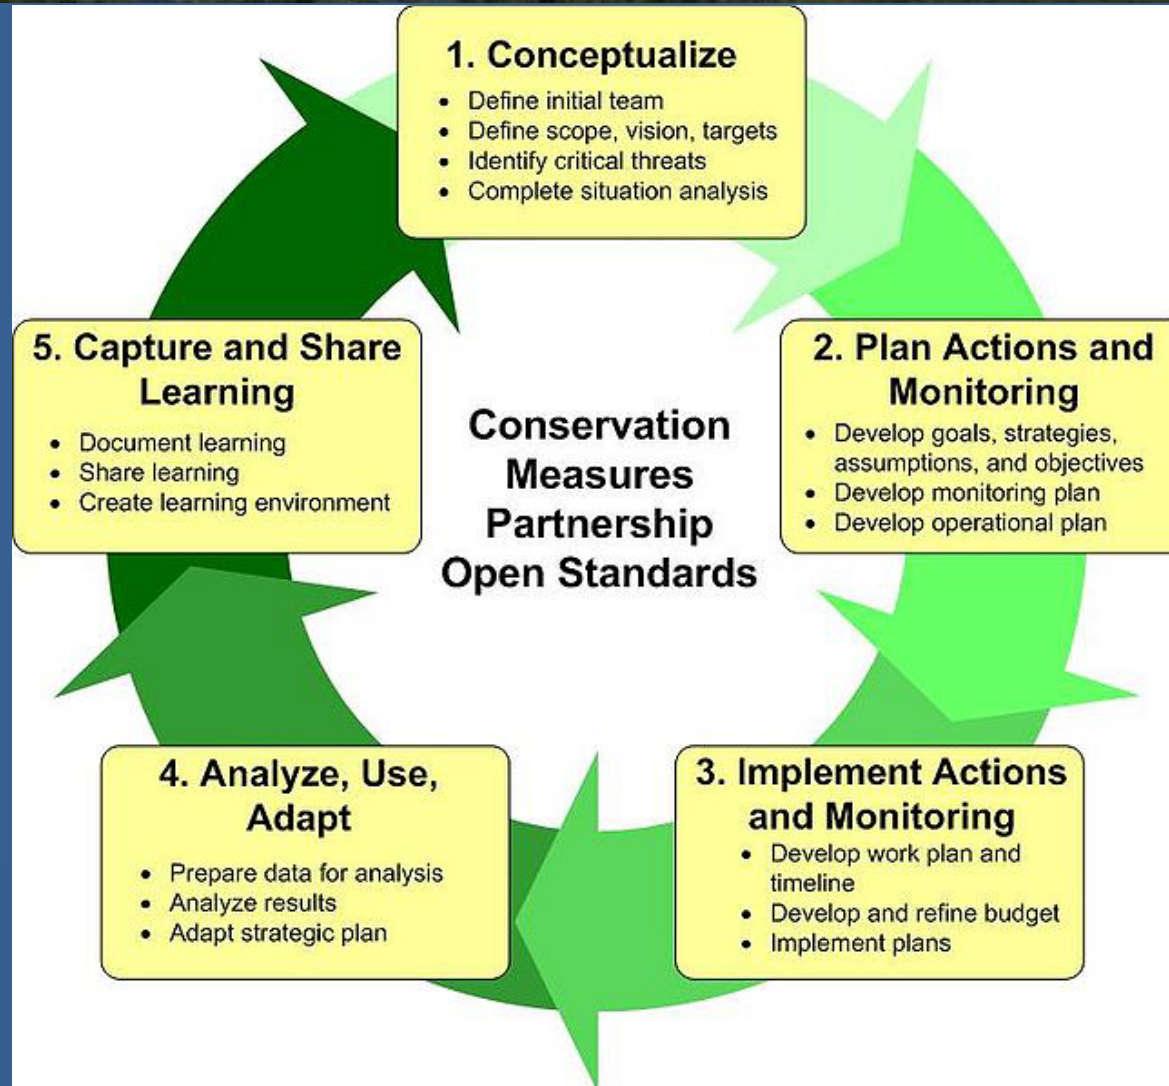 1. Conceptualize
• Define initial team
• Define scope, vision, targets
• Identify critical threats
• Complete situation analysis
2. Plan Actions and
Monitoring
• Develop goals, strategies,
assumptions, and objectives
• Develop monitoring plan
• Develop operational plan
3. Implement Actions
and Monitoring
• Develop work plan and
timeline
• Develop and refine budget
• Implement plans
4. Analyze, Use,
Adapt
• Prepare data for analysis
• Analyze results
• Adapt strategic plan
5. Capture and Share
Learning
• Document learning
• Share learning
• Create learning environment
Conservation
Measures
Partnership
Open Standards